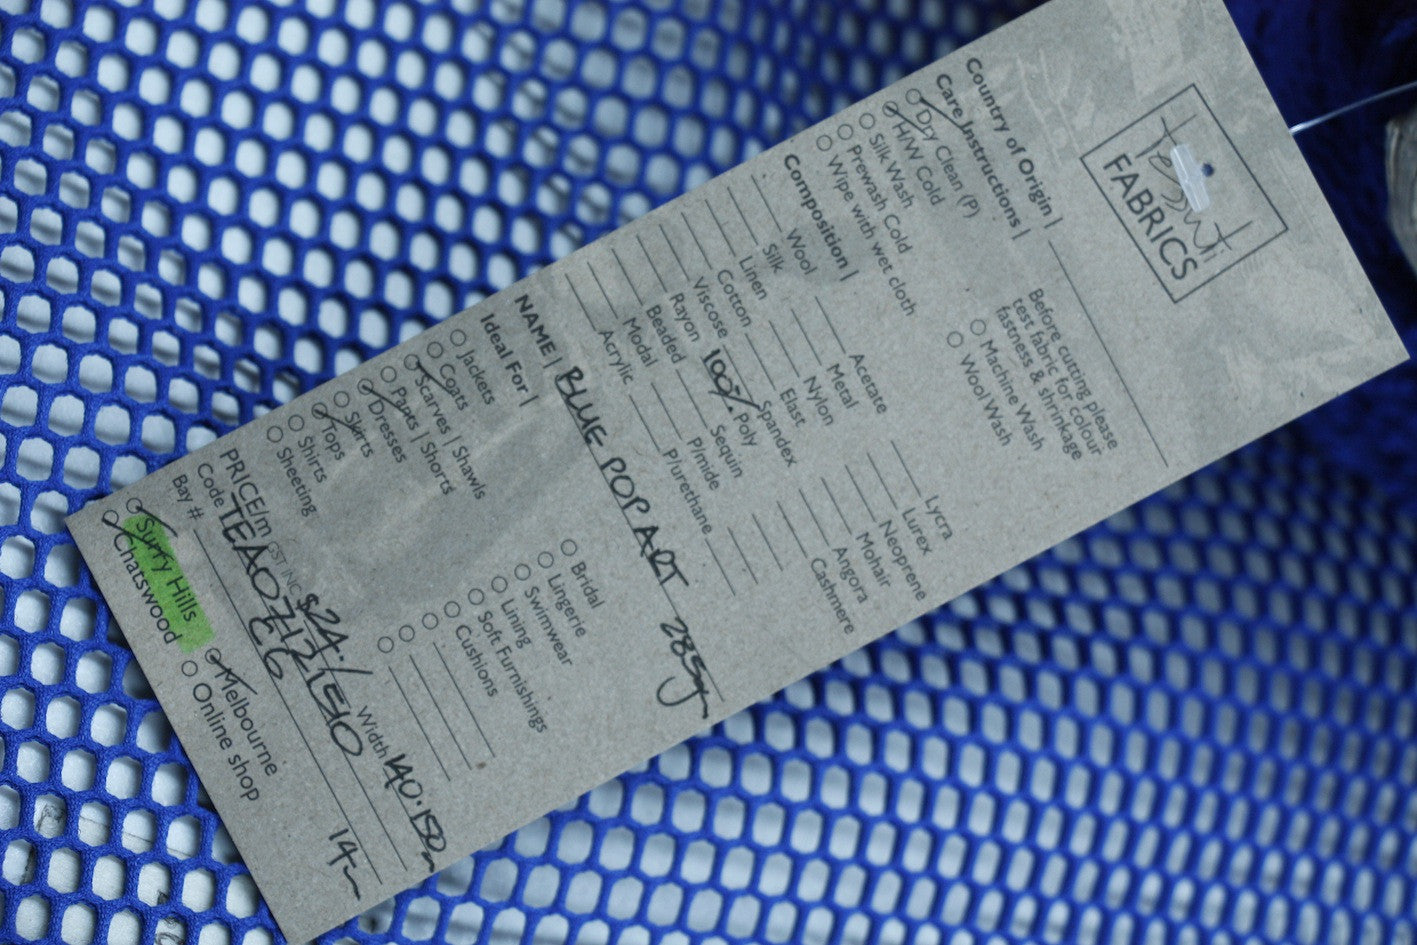 Tessuti
FABRICS
Country of Origin |
Care Instructions |
Dry Clean (P)
H/W Cold
Silk Wash
Prewash Cold
Wipe with wet cloth
Before cutting please
test fabric for colour
fastness & shrinkage
Machine Wash
Wool Wash
Composition |
Wool
Silk
Linen
Cotton
Viscose
Rayon
Beaded
Modal
Acrylic
Acetate
Metal
Nylon
Elast
Spandex
100% Poly
Sequin
P/mide
P/urethane
Lycra
Lurex
Neoprene
Mohair
Angora
Cashmere
NAME | BLUE POP ART 285g
Ideal For |
Jackets
Coats
Scarves | Shawls
Pants | Shorts
Dresses
Skirts
Tops
Shirts
Sheeting
Bridal
Lingerie
Swimwear
Lining
Soft Furnishings
Cushions
PRICE/m GST INC $24./ Width 140.150
Code
Bay # E6
14m
Surry Hills
Chatswood
Melbourne
Online shop